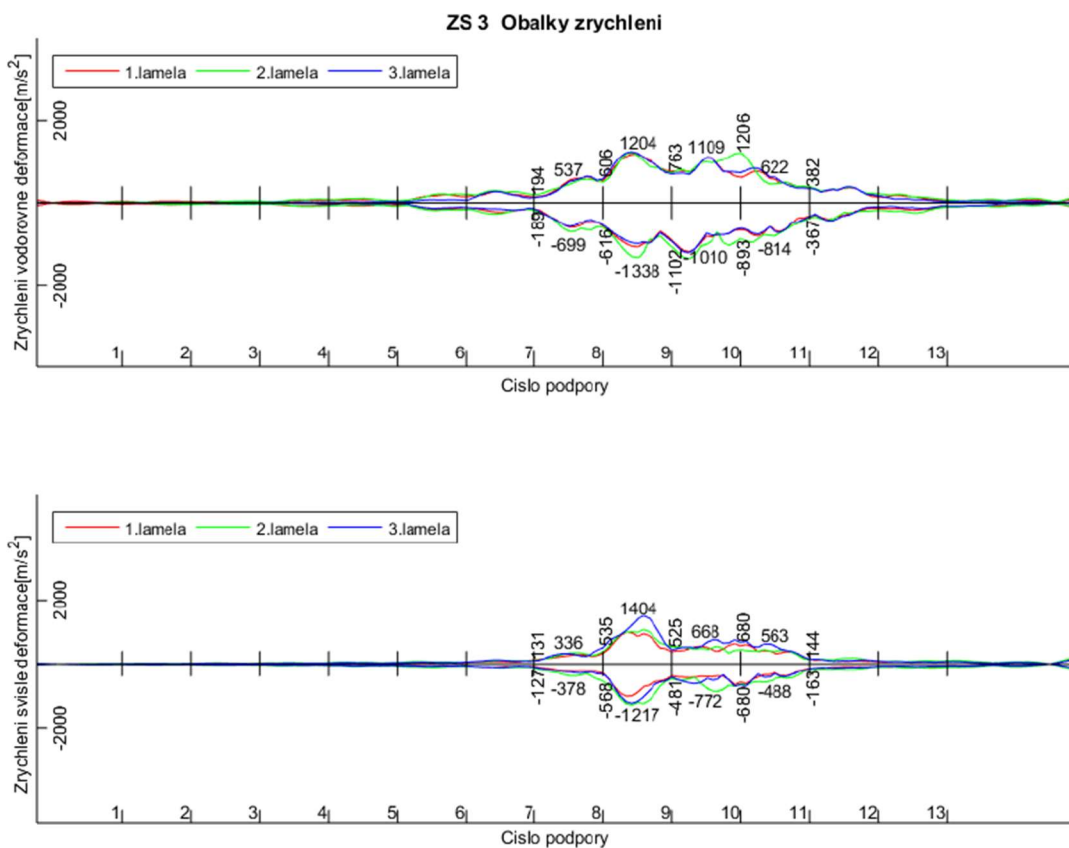 ZS 3 Obalky zrychleni
Zrychleni vodorovne deformace[m/s²]
2000
-2000
1.lamela 2.lamela 3.lamela
194 537 606 1204 763 1109 1206 622 382
-189 -699 -616 -1338 -1102 -1010 -893 -814 -367
1 2 3 4 5 6 7 8 9 10 11 12 13
Cislo podpory
Zrychleni svisle deformace[m/s²]
2000
-2000
1.lamela 2.lamela 3.lamela
131 336 535 1404 525 668 680 563 144
-127 -378 -568 -1217 -481 -772 -680 -488 -163
1 2 3 4 5 6 7 8 9 10 11 12 13
Cislo podpory